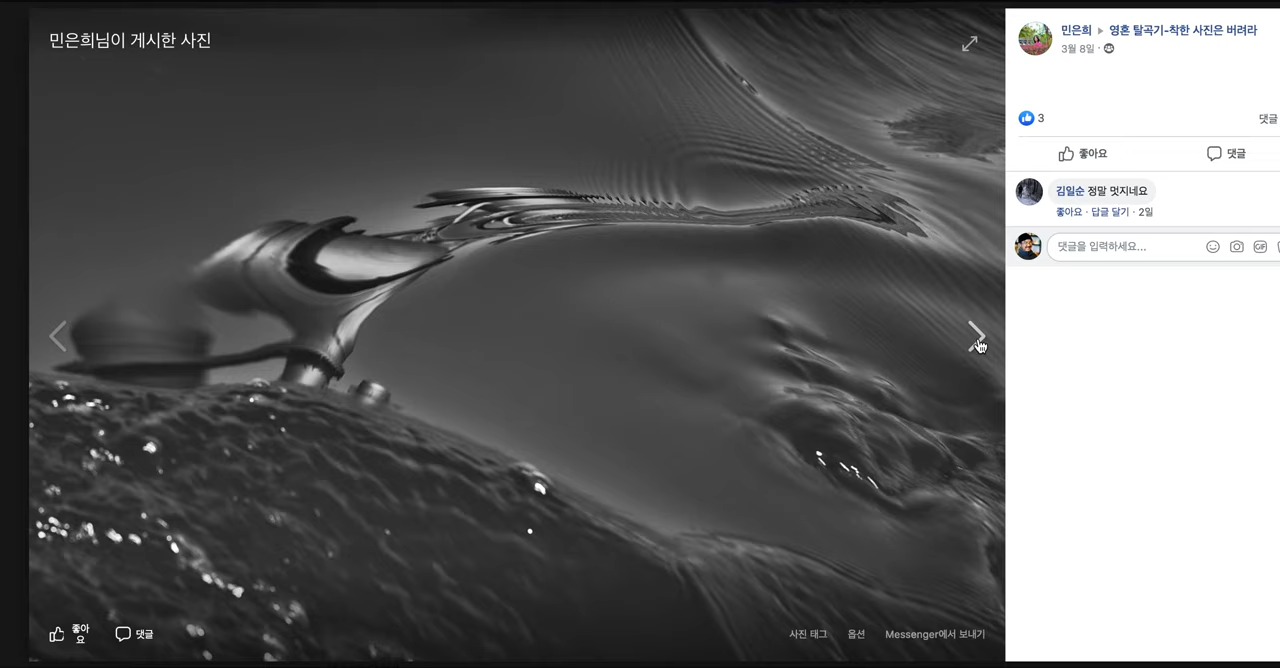 민은희님이 게시한 사진
민은희 ▶ 영혼 탈곡기-착한 사진은 버려라
3월 8일 ·
3
댓글
좋아요
댓글
김일순 정말 멋지네요
좋아요 · 답글 달기 · 2일
댓글을 입력하세요...
GIF
좋아
요
댓글
사진 태그
옵션
Messenger에서 보내기